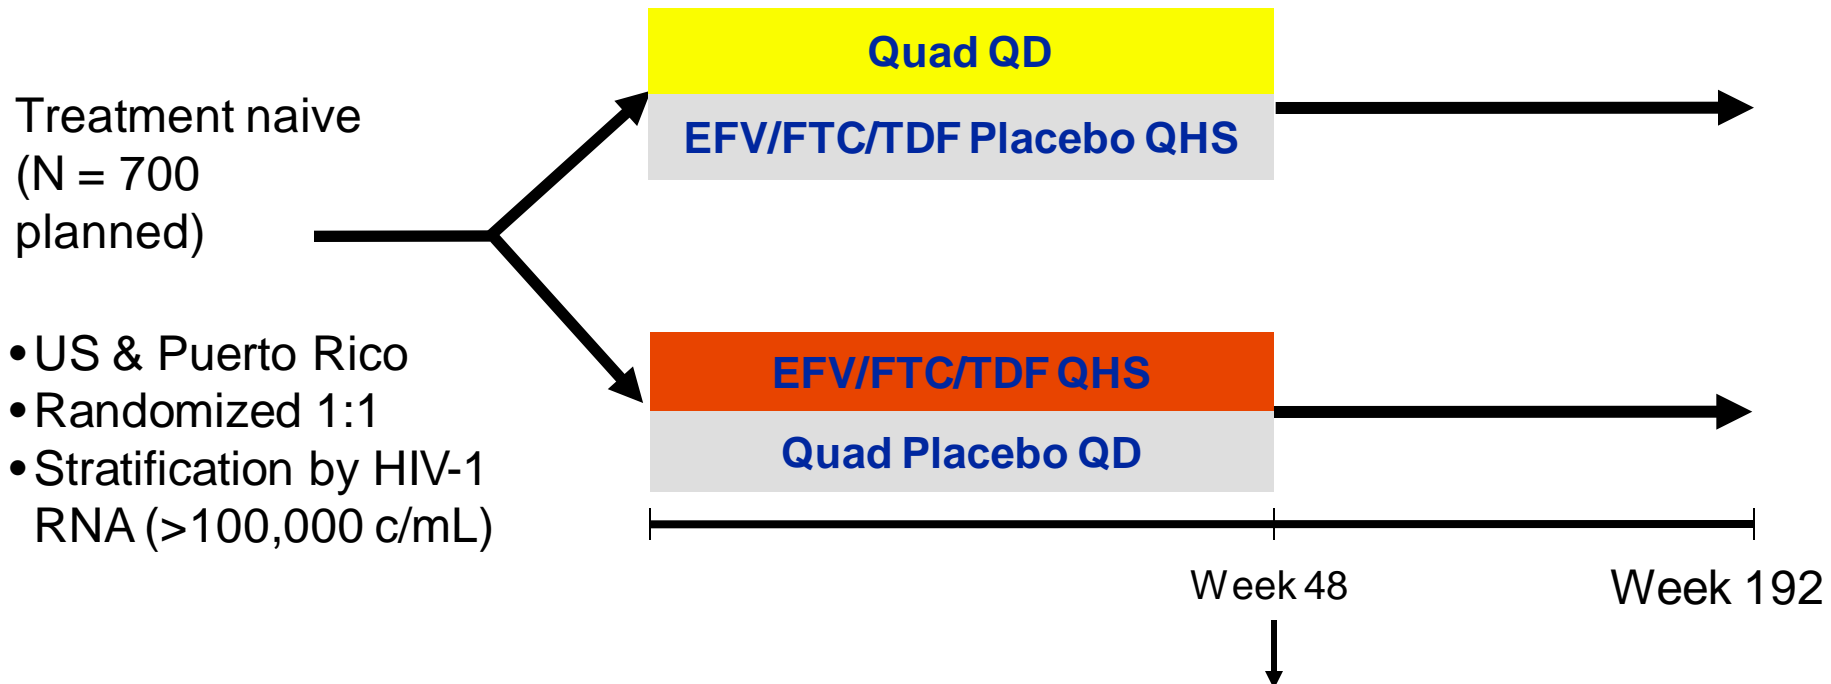 Treatment naive
(N = 700
planned)
• US & Puerto Rico
• Randomized 1:1
• Stratification by HIV-1
RNA (>100,000 c/mL)
Quad QD
EFV/FTC/TDF Placebo QHS
EFV/FTC/TDF QHS
Quad Placebo QD
Week 48
Week 192